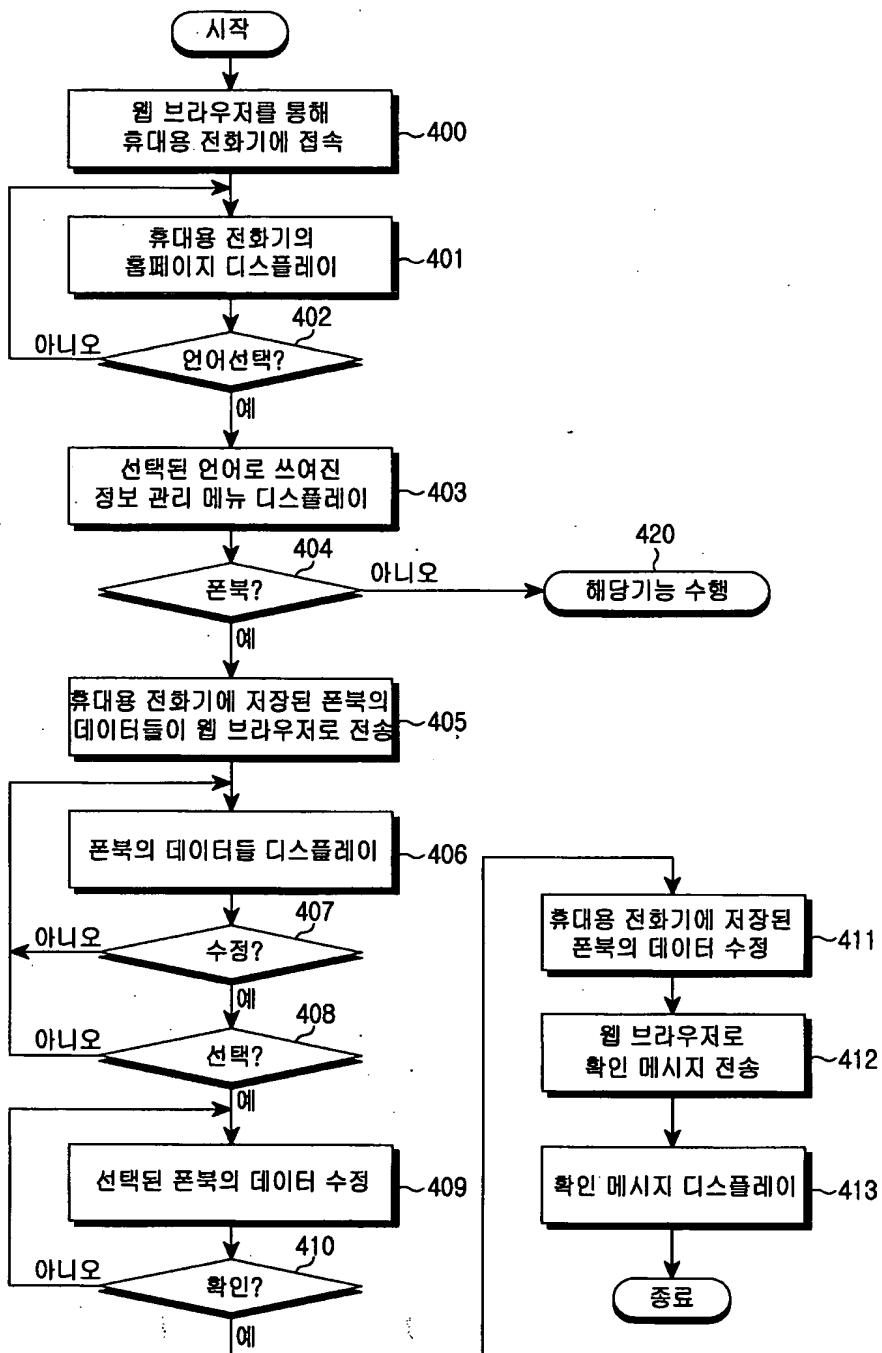 시작
웹 브라우저를 통해
휴대용 전화기에 접속
400
휴대용 전화기의
홈페이지 디스플레이
401
402
아니오
언어선택?
예
선택된 언어로 쓰여진
정보 관리 메뉴 디스플레이
403
404
폰북?
아니오
420
해당기능 수행
예
휴대용 전화기에 저장된 폰북의
데이터들이 웹 브라우저로 전송
405
폰북의 데이터들 디스플레이
406
407
아니오
수정?
예
408
아니오
선택?
예
선택된 폰북의 데이터 수정
409
410
아니오
확인?
예
휴대용 전화기에 저장된
폰북의 데이터 수정
411
웹 브라우저로
확인 메시지 전송
412
확인 메시지 디스플레이
413
종료